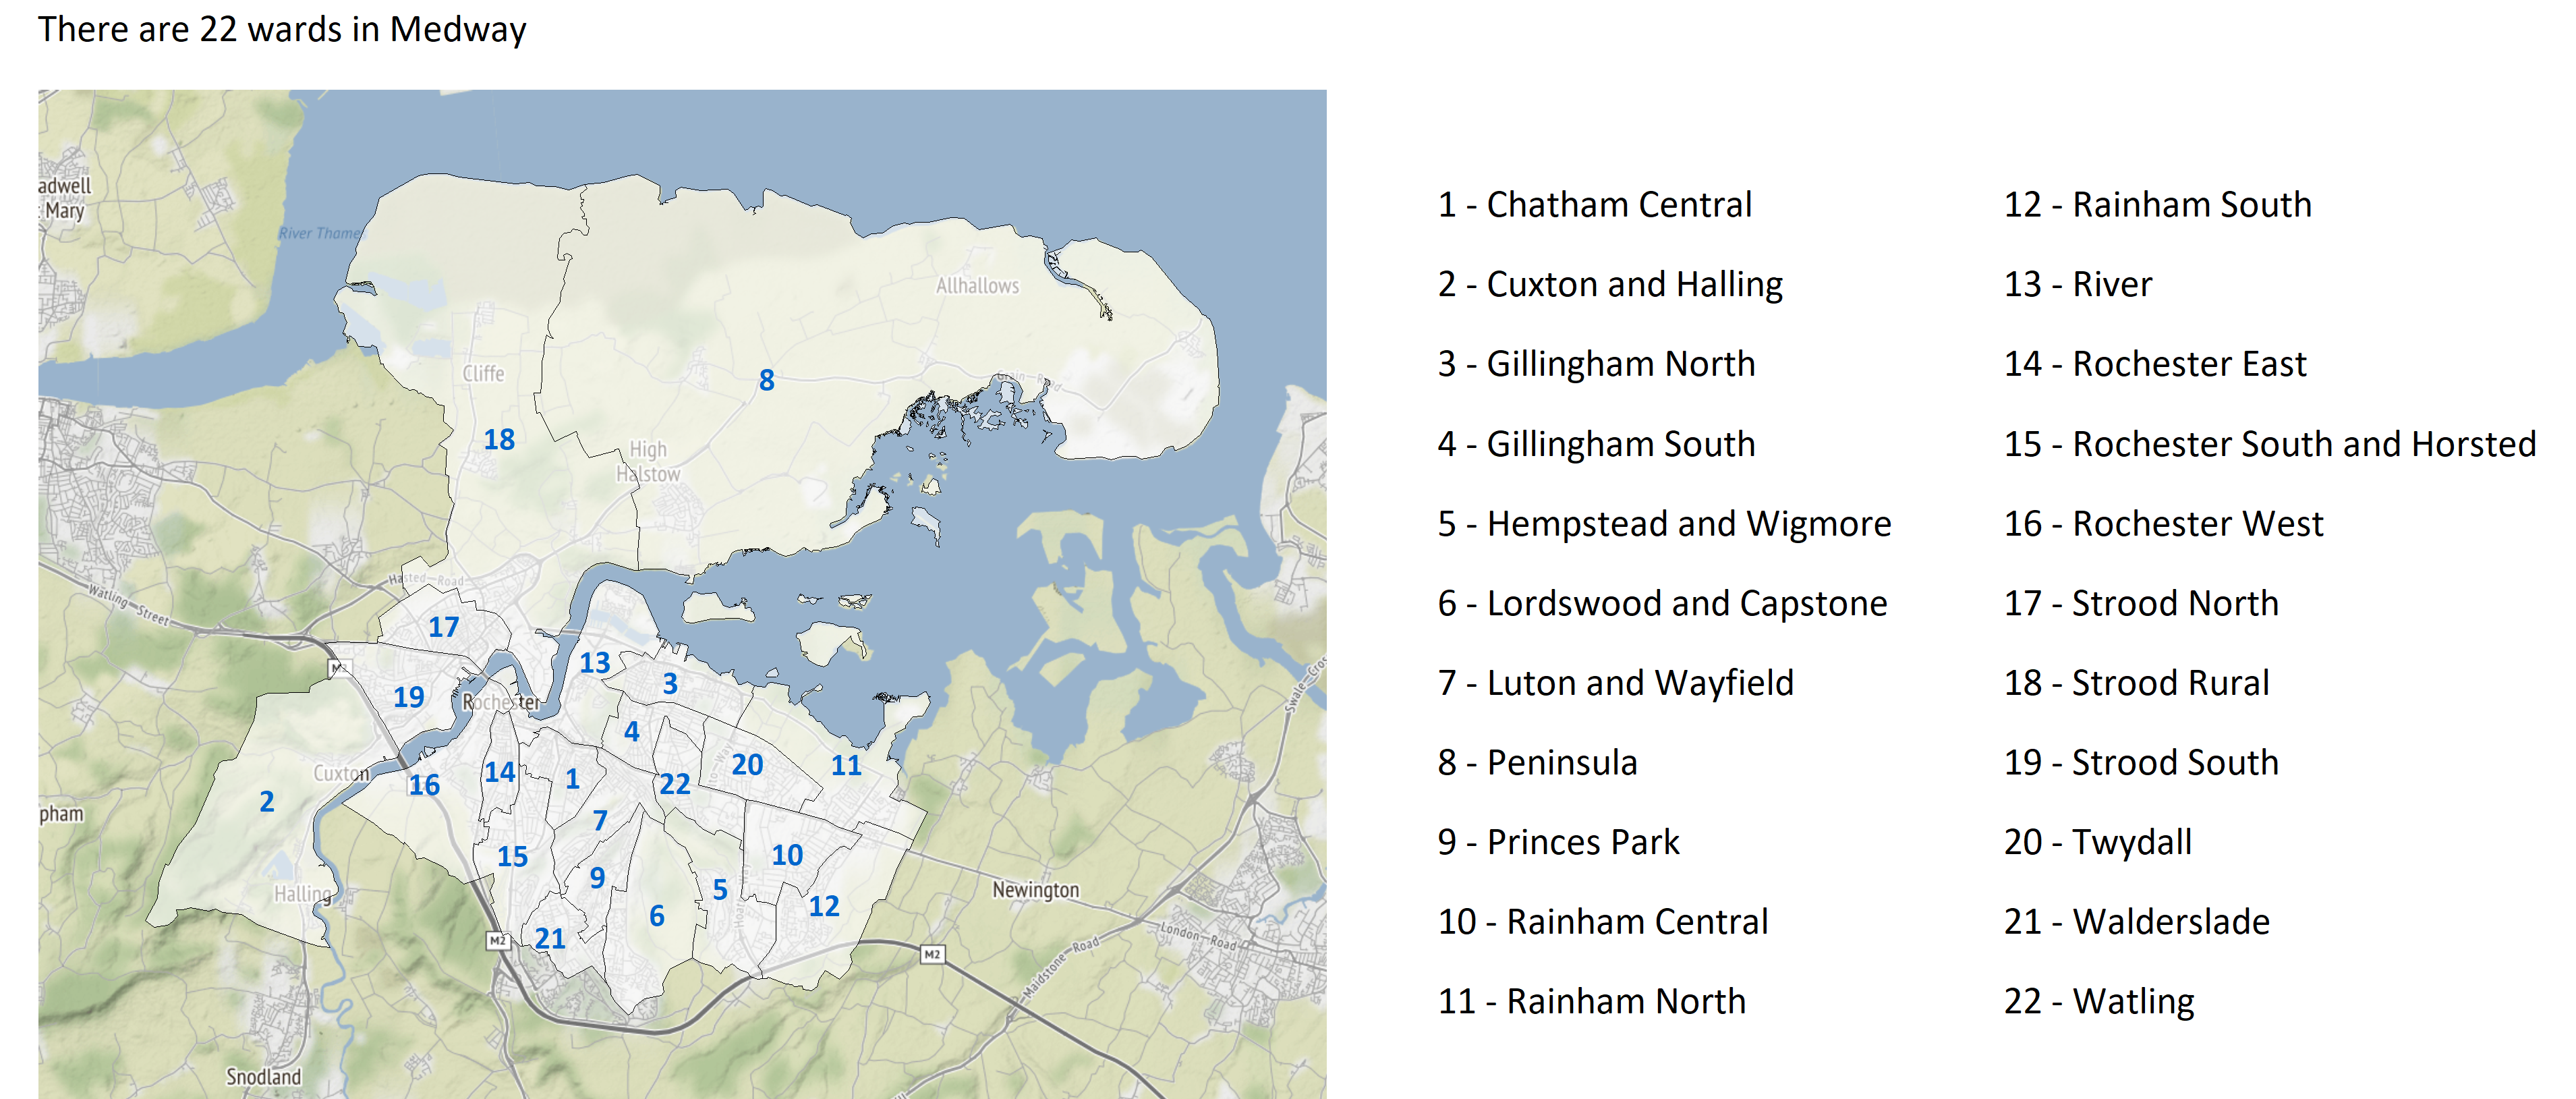 There are 22 wards in Medway
adwell
Mary
River Thames
Allhallows
Cliffe
8
Grain Road
18
High
Halstow
Hasted Road
Watling Street
17
M2
13
3
19
Rochester
Swale Cros
4
Cuxton
16
14
1
22
20
11
2
pham
7
15
10
9
5
Halling
Newington
6
12
21
M2
M2
London Road
Maidstone Road
Snodland
1 - Chatham Central
2 - Cuxton and Halling
3 - Gillingham North
4 - Gillingham South
5 - Hempstead and Wigmore
6 - Lordswood and Capstone
7 - Luton and Wayfield
8 - Peninsula
9 - Princes Park
10 - Rainham Central
11 - Rainham North
12 - Rainham South
13 - River
14 - Rochester East
15 - Rochester South and Horsted
16 - Rochester West
17 - Strood North
18 - Strood Rural
19 - Strood South
20 - Twydall
21 - Walderslade
22 - Watling